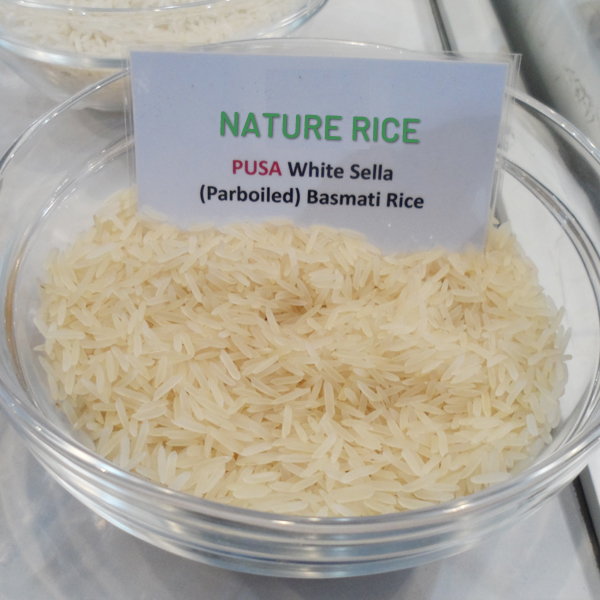 NATURE RICE
PUSA White Sella
(Parboiled) Basmati Rice